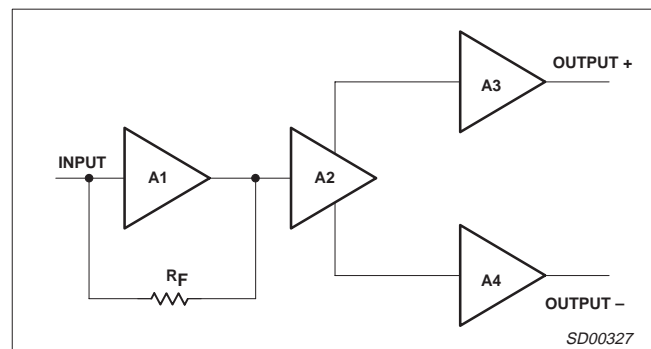 OUTPUT +
A3
INPUT
A1
A2
RF
A4
OUTPUT –
SD00327